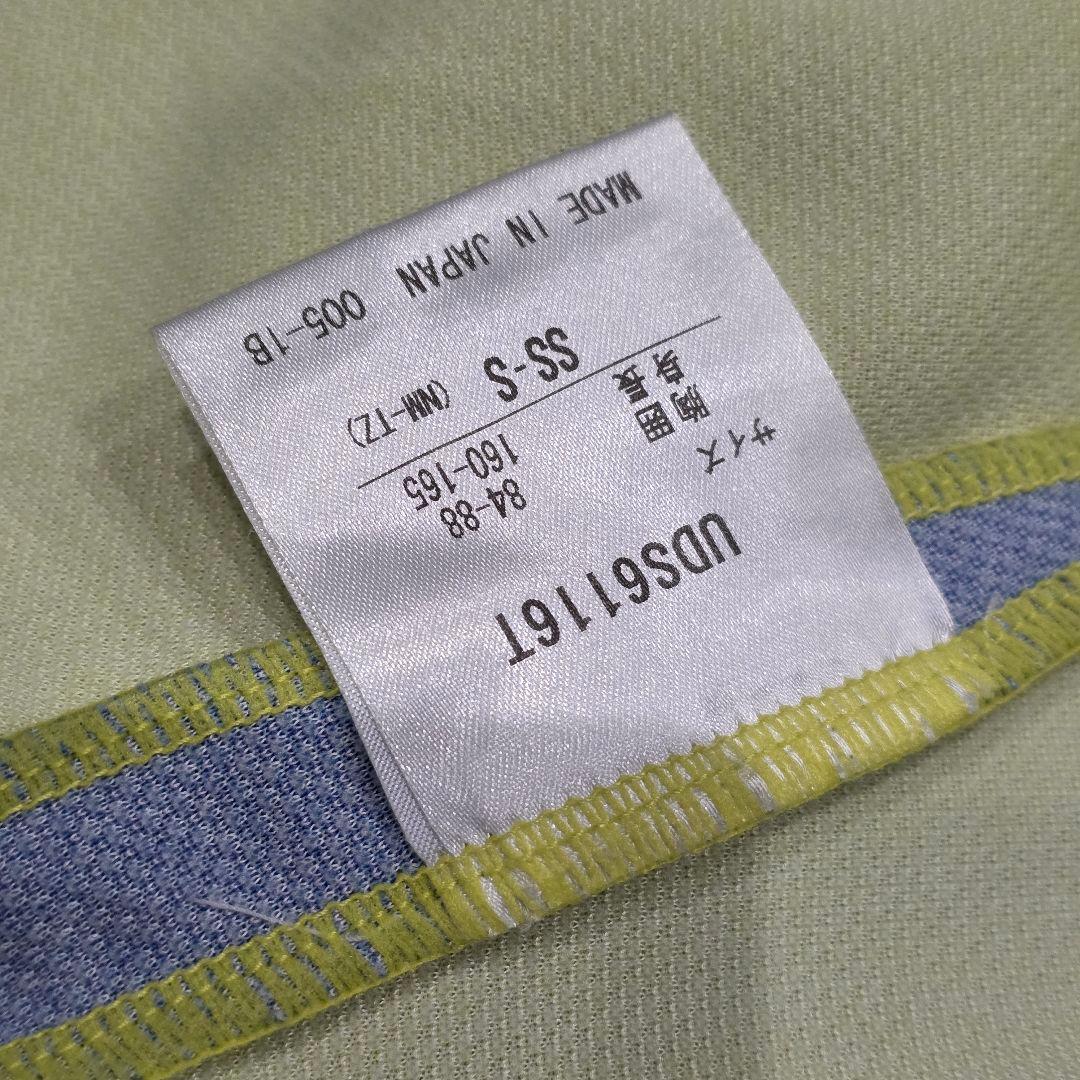 UDS6116T
サイズ
胸囲 84-88
身長 160-165
SS-S (NM-TZ)
MADE IN JAPAN 005-1B